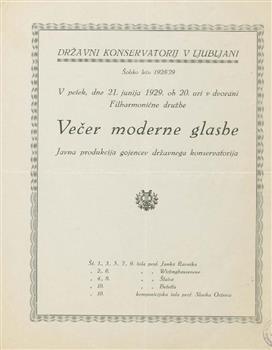 DRŽAVNI KONSERVATORIJ V LJUBLJANI
Šolsko leto 1928/29
V petek, dne 21. junija 1929. ob 20. uri v dvorani
Filharmonične družbe
Večer moderne glasbe
Javna produkcija gojencev državnega konservatorija
Št. 1, 3, 5, 7, 9. šola prof. Janka Ravnika
„ 2, 6. „ „ Wistinghausenove
„ 4, 8. „ „ Šlaisa
„ 10. „ „ Betetta
„ 10. kompozicijska šola prof. Slavka Osterca